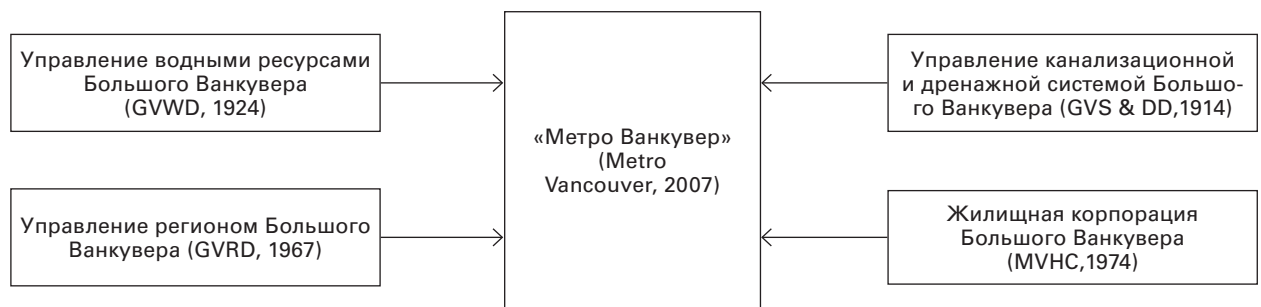 Управление водными ресурсами
Большого Ванкувера
(GVWD, 1924)
Управление регионом Большого
Ванкувера (GVRD, 1967)
«Метро Ванкувер»
(Metro
Vancouver, 2007)
Управление канализационной
и дренажной системой Большо-
го Ванкувера (GVS & DD,1914)
Жилищная корпорация
Большого Ванкувера
(MVHC,1974)